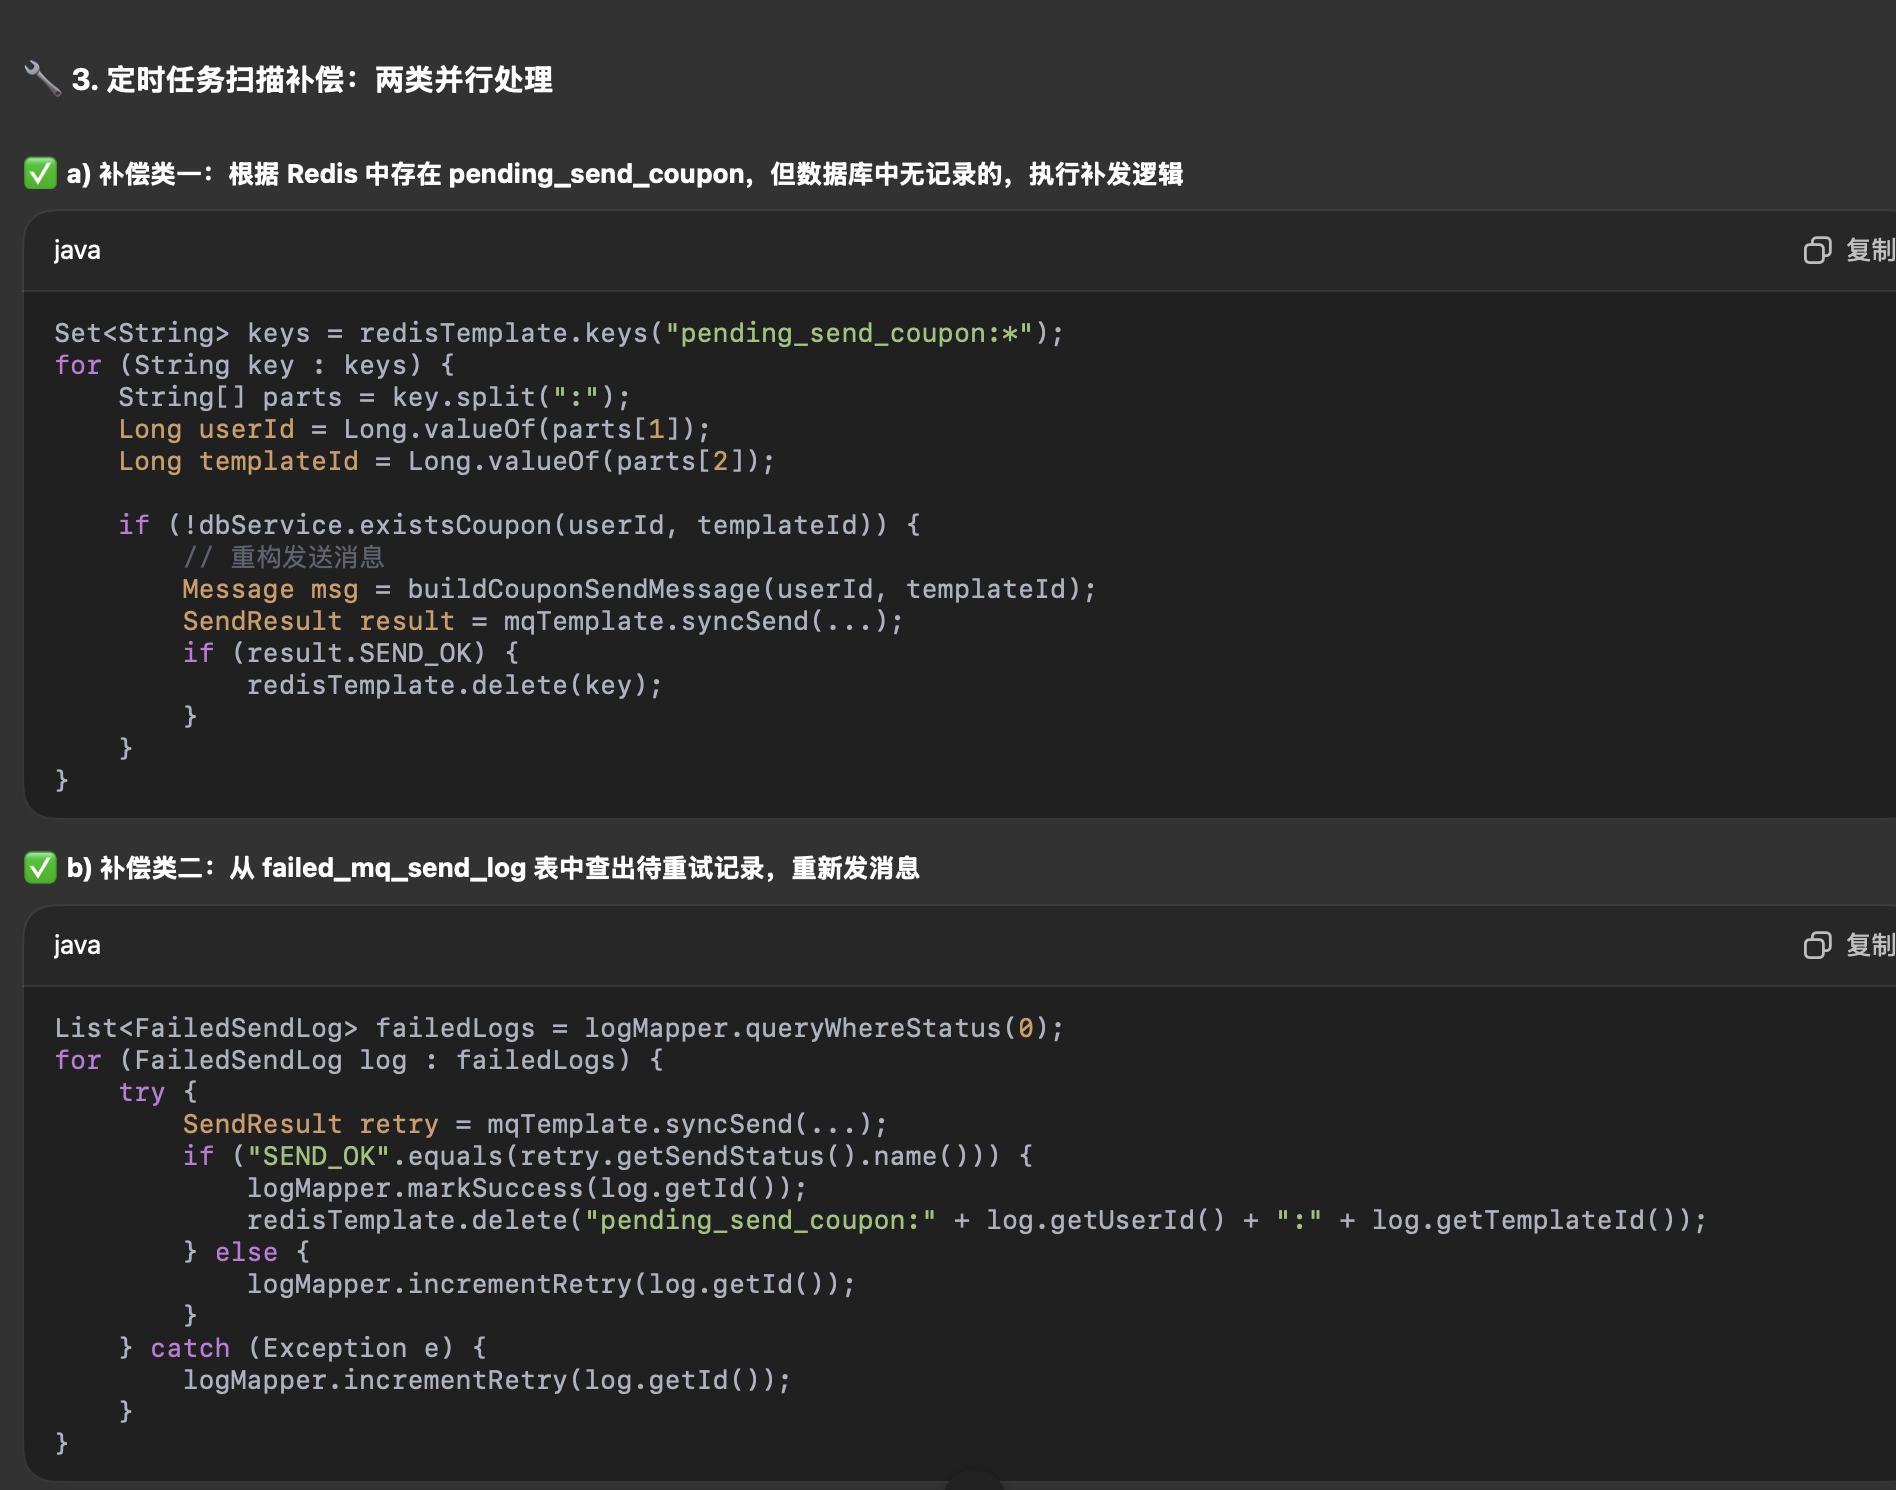 🔧 3. 定时任务扫描补偿：两类并行处理
✅ a) 补偿类一：根据 Redis 中存在 pending_send_coupon，但数据库中无记录的，执行补发逻辑
java
复制
Set<String> keys = redisTemplate.keys("pending_send_coupon:*");
for (String key : keys) {
    String[] parts = key.split(":");
    Long userId = Long.valueOf(parts[1]);
    Long templateId = Long.valueOf(parts[2]);

    if (!dbService.existsCoupon(userId, templateId)) {
        // 重构发送消息
        Message msg = buildCouponSendMessage(userId, templateId);
        SendResult result = mqTemplate.syncSend(...);
        if (result.SEND_OK) {
            redisTemplate.delete(key);
        }
    }
}
✅ b) 补偿类二：从 failed_mq_send_log 表中查出待重试记录，重新发消息
java
复制
List<FailedSendLog> failedLogs = logMapper.queryWhereStatus(0);
for (FailedSendLog log : failedLogs) {
    try {
        SendResult retry = mqTemplate.syncSend(...);
        if ("SEND_OK".equals(retry.getSendStatus().name())) {
            logMapper.markSuccess(log.getId());
            redisTemplate.delete("pending_send_coupon:" + log.getUserId() + ":" + log.getTemplateId());
        } else {
            logMapper.incrementRetry(log.getId());
        }
    } catch (Exception e) {
        logMapper.incrementRetry(log.getId());
    }
}